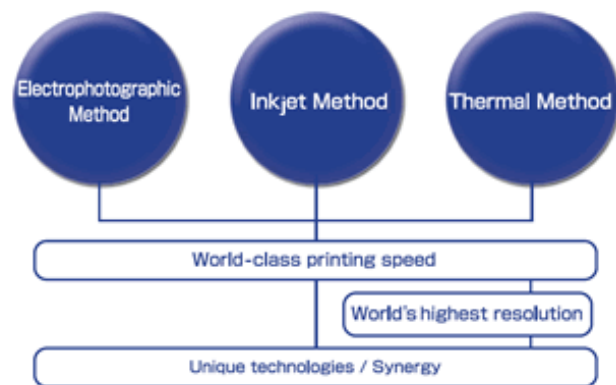 Electrophotographic
Method
Inkjet Method
Thermal Method
World-class printing speed
World's highest resolution
Unique technologies / Synergy